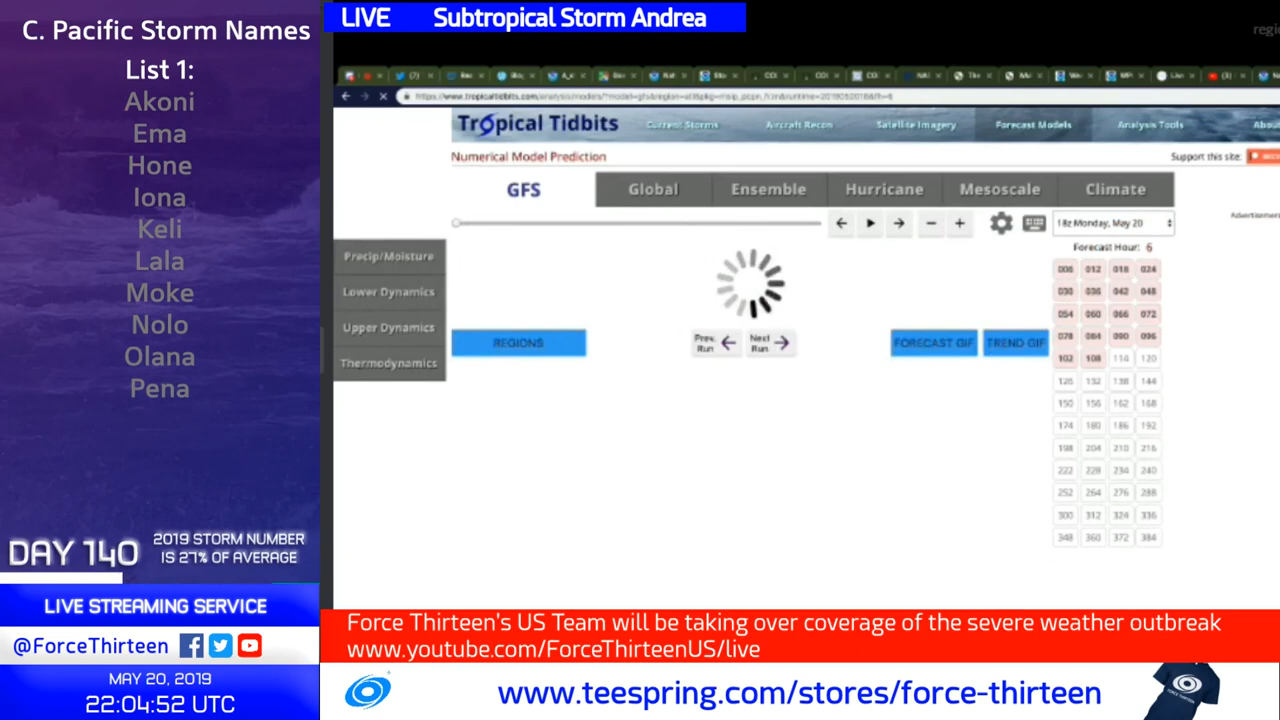 C. Pacific Storm Names
List 1:
Akoni
Ema
Hone
Iona
Keli
Lala
Moke
Nolo
Olana
Pena
DAY 140
2019 STORM NUMBER
IS 27% OF AVERAGE
LIVE STREAMING SERVICE
@ForceThirteen
MAY 20, 2019
22:04:52 UTC
LIVE Subtropical Storm Andrea
Tropical Tidbits
Current Storms Aircraft Recon Satellite Imagery Forecast Models Analysis Tools
Numerical Model Prediction
Support this site:
GFS Global Ensemble Hurricane Mesoscale Climate
18z Monday, May 20
Forecast Hour: 6
Precip/Moisture
Lower Dynamics
Upper Dynamics
Thermodynamics
REGIONS
Prev. Run
Next Run
FORECAST GIF TREND GIF
006 012 018 024
030 036 042 048
054 060 066 072
078 084 090 096
102 108 114 120
126 132 138 144
150 156 162 168
174 180 186 192
198 204 210 216
222 228 234 240
252 264 276 288
300 312 324 336
348 360 372 384
Force Thirteen's US Team will be taking over coverage of the severe weather outbreak
www.youtube.com/ForceThirteenUS/live
www.teespring.com/stores/force-thirteen
FORCE THIRTEEN